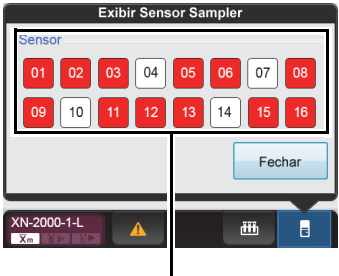 Exibir Sensor Sampler
Sensor
01 02 03 04 05 06 07 08
09 10 11 12 13 14 15 16
Fechar
XN-2000-1-L
Xm